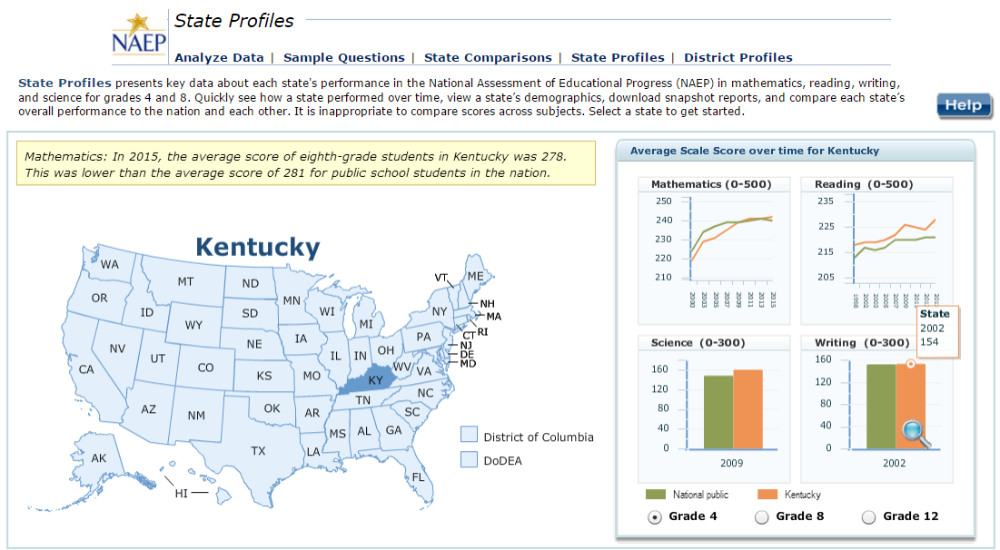 NAEP
State Profiles
Analyze Data | Sample Questions | State Comparisons | State Profiles | District Profiles
State Profiles presents key data about each state's performance in the National Assessment of Educational Progress (NAEP) in mathematics, reading, writing,
and science for grades 4 and 8. Quickly see how a state performed over time, view a state's demographics, download snapshot reports, and compare each state's
overall performance to the nation and each other. It is inappropriate to compare scores across subjects. Select a state to get started.
Help
Mathematics: In 2015, the average score of eighth-grade students in Kentucky was 278.
This was lower than the average score of 281 for public school students in the nation.
Kentucky
WA
MT
ND
MN
OR
ID
WY
SD
WI
MI
NY
VT
ME
NH
MA
CT
RI
NJ
DE
MD
NV
UT
CO
NE
IA
IL
IN
OH
PA
WV
VA
CA
KS
MO
KY
NC
AZ
NM
OK
AR
TN
SC
MS
AL
GA
TX
LA
FL
AK
HI
District of Columbia
DoDEA
Average Scale Score over time for Kentucky
Mathematics (0-500)
250
240
230
220
210
2000
2003
2005
2007
2009
2011
2013
2015
Reading (0-500)
235
225
215
205
1998
2002
2003
2005
2007
2009
State
2002
154
Science (0-300)
160
120
80
40
0
2009
Writing (0-300)
160
120
80
40
0
2002
National public
Kentucky
Grade 4
Grade 8
Grade 12